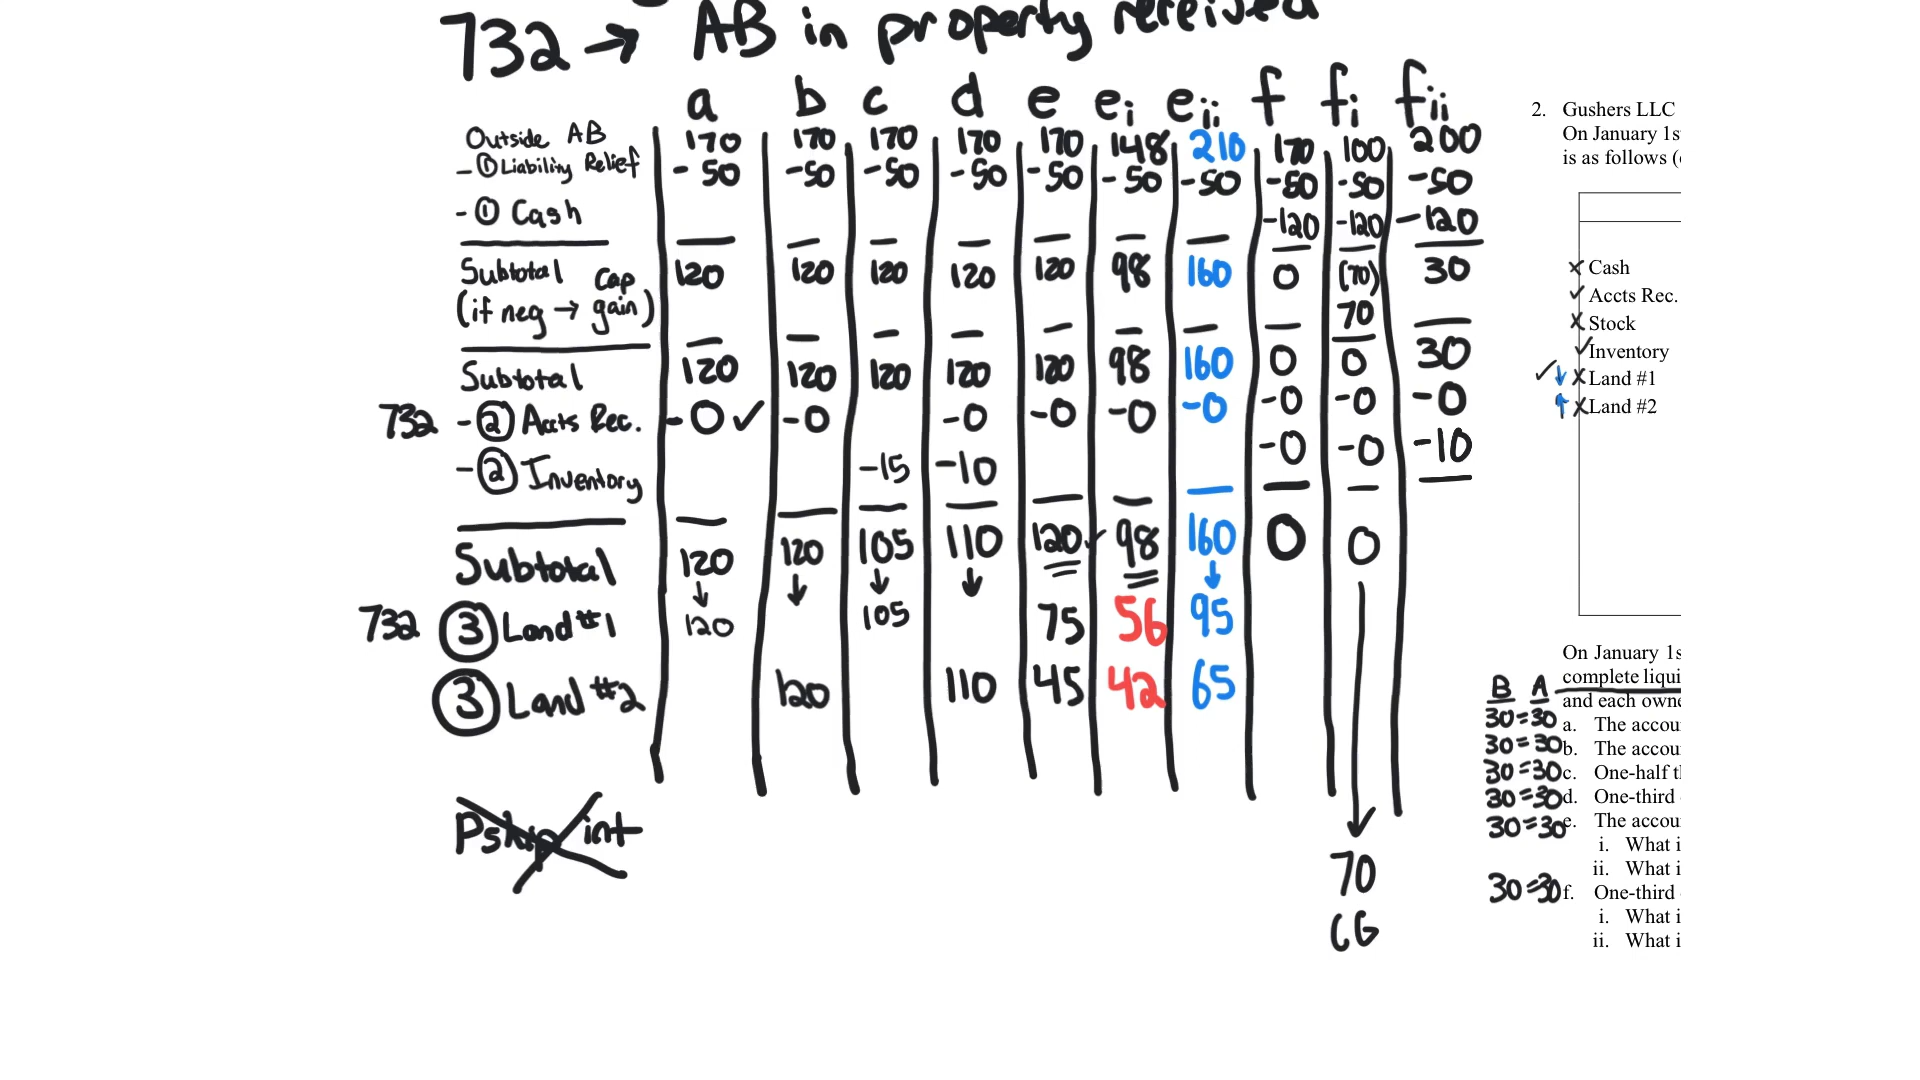 732 → AB in property received
a b c d e ei eii f fi fii
Outside AB 170 170 170 170 170 148 210 170 100 200
- ① Liability Relief - 50 -50 -50 -50 -50 -50 -50 -50 -50 -50
- ① Cash -120 -120 -120
Subtotal 120 120 120 120 120 98 160 0 (70) 30
(if neg → Cap gain) 70
Subtotal 120 120 120 120 120 98 160 0 0 30
732 - ② Accts Rec. -0 ✓ -0 -0 -0 -0 -0 -0 -0 -0
- ② Inventory -15 -10 -0 -0 -10
Subtotal 120 120 105 110 120 ✓ 98 160 0 0
732 ③ Land #1 120 105 75 56 95
③ Land #2 120 110 45 42 65
Pship int
70
CG
2. Gushers LLC
On January 1s
is as follows (
✗ Cash
✓ Accts Rec.
✗ Stock
✓ Inventory
✓ ↓ ✗ Land #1
↑ ✗ Land #2
On January 1s
B A complete liqui
and each owne
30=30 a. The accou
30=30 b. The accou
30=30 c. One-half t
30=30 d. One-third
30=30 e. The accou
i. What i
ii. What i
30=30 f. One-third
i. What i
ii. What i